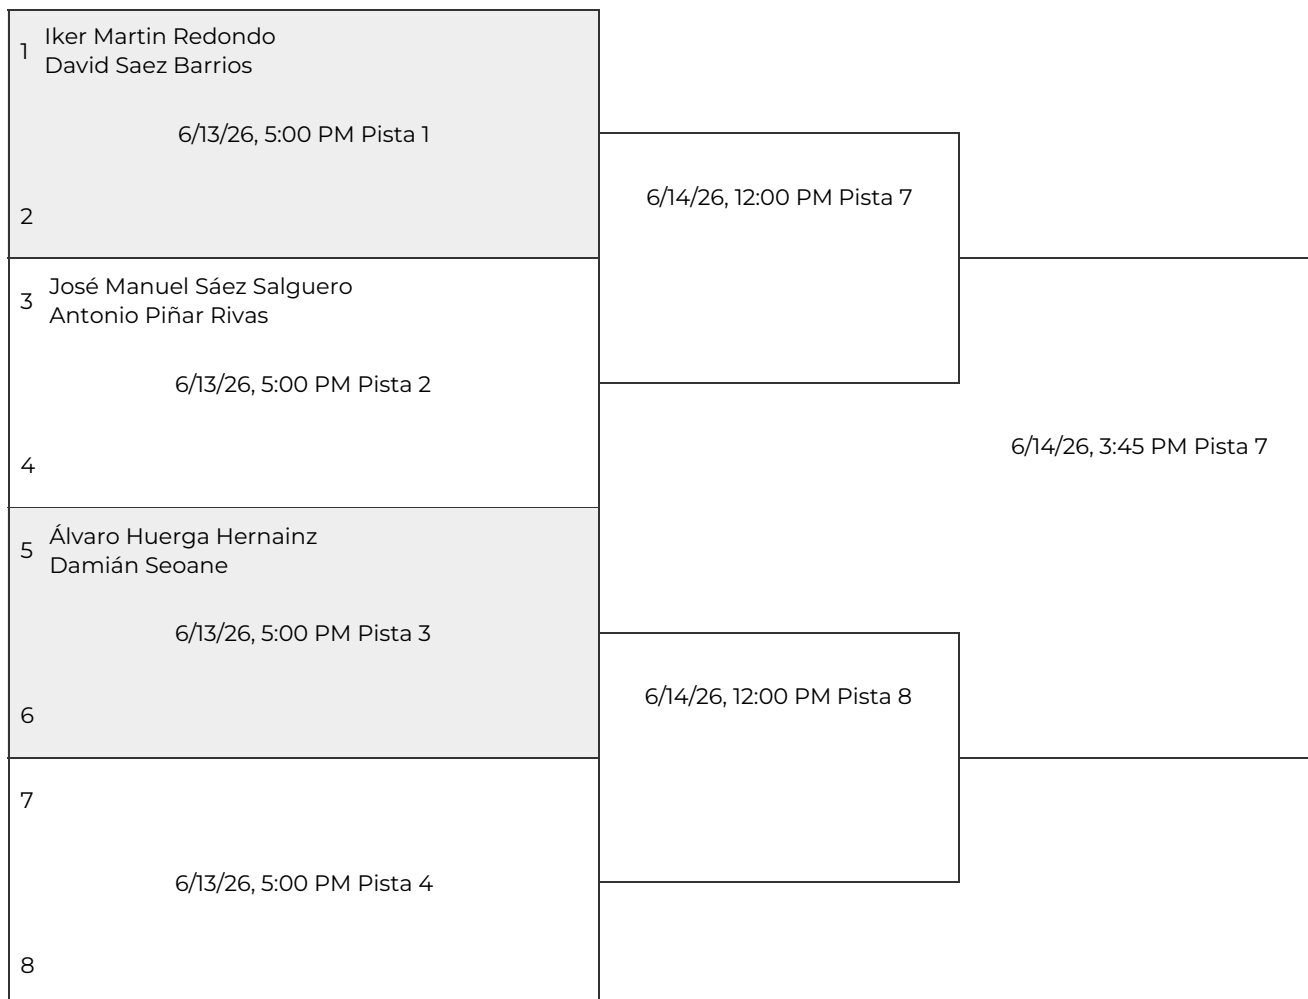 1
Iker Martin Redondo
David Saez Barrios
6/13/26, 5:00 PM Pista 1
2
6/14/26, 12:00 PM Pista 7
3
José Manuel Sáez Salguero
Antonio Piñar Rivas
6/13/26, 5:00 PM Pista 2
4
6/14/26, 3:45 PM Pista 7
5
Álvaro Huerga Hernainz
Damián Seoane
6/13/26, 5:00 PM Pista 3
6
6/14/26, 12:00 PM Pista 8
7
6/13/26, 5:00 PM Pista 4
8